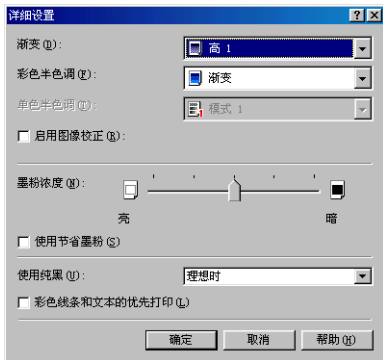 详细设置
渐变(D):
高 1
彩色半色调(F):
渐变
单色半色调(T):
模式 1
启用图像校正(R):
墨粉浓度(N):
亮
暗
使用节省墨粉(S)
使用纯黑(U):
理想时
彩色线条和文本的优先打印(L)
确定
取消
帮助(H)